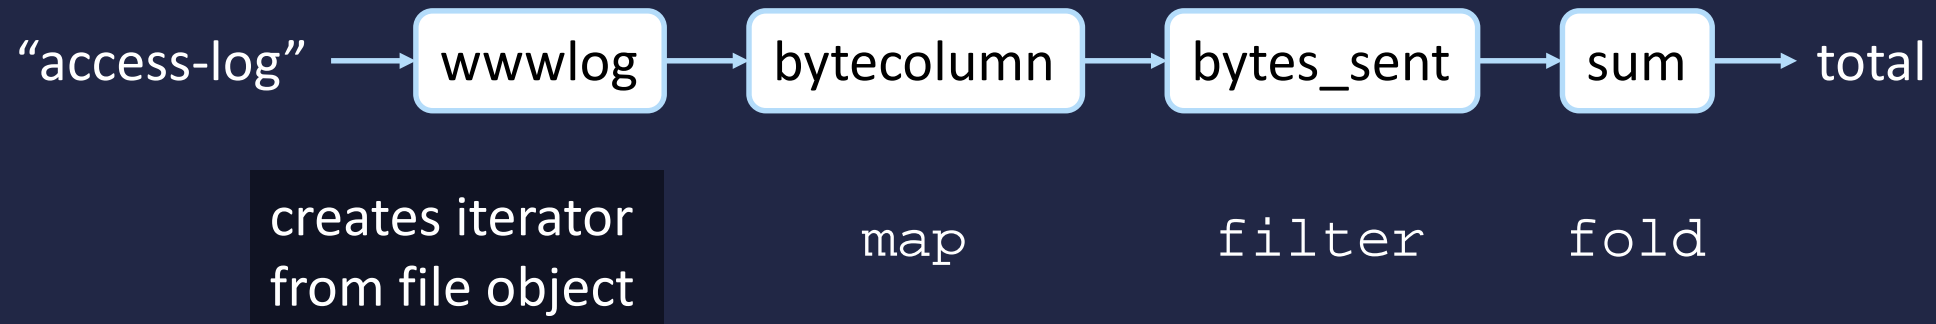 “access-log” wwwlog bytecolumn bytes_sent sum total
creates iterator
from file object
map filter fold